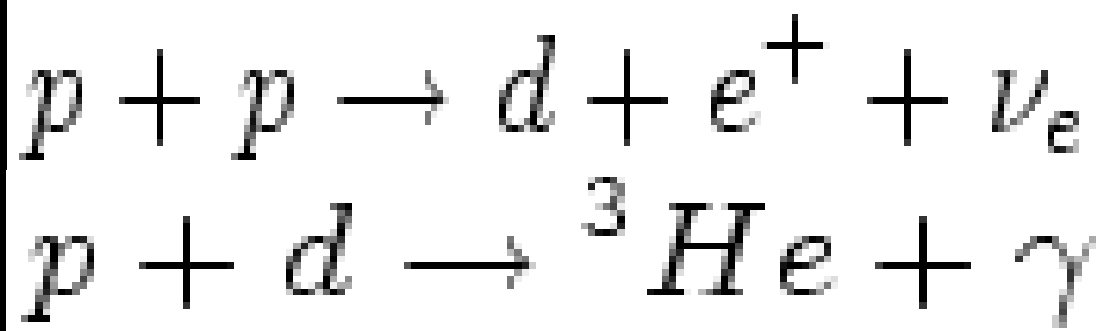 p + p → d + e⁺ + νₑ
p + d → ³He + γ